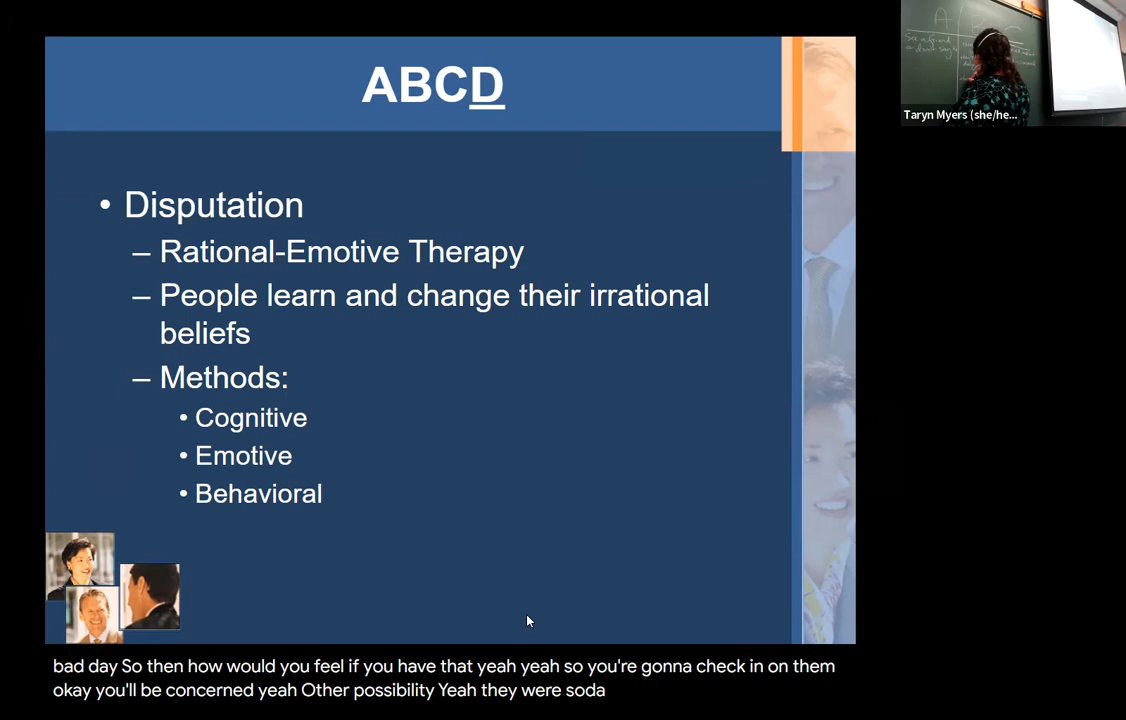 ABCD
• Disputation
– Rational-Emotive Therapy
– People learn and change their irrational
beliefs
– Methods:
• Cognitive
• Emotive
• Behavioral
A
Taryn Myers (she/he...
bad day So then how would you feel if you have that yeah yeah so you're gonna check in on them
okay you'll be concerned yeah Other possibility Yeah they were soda